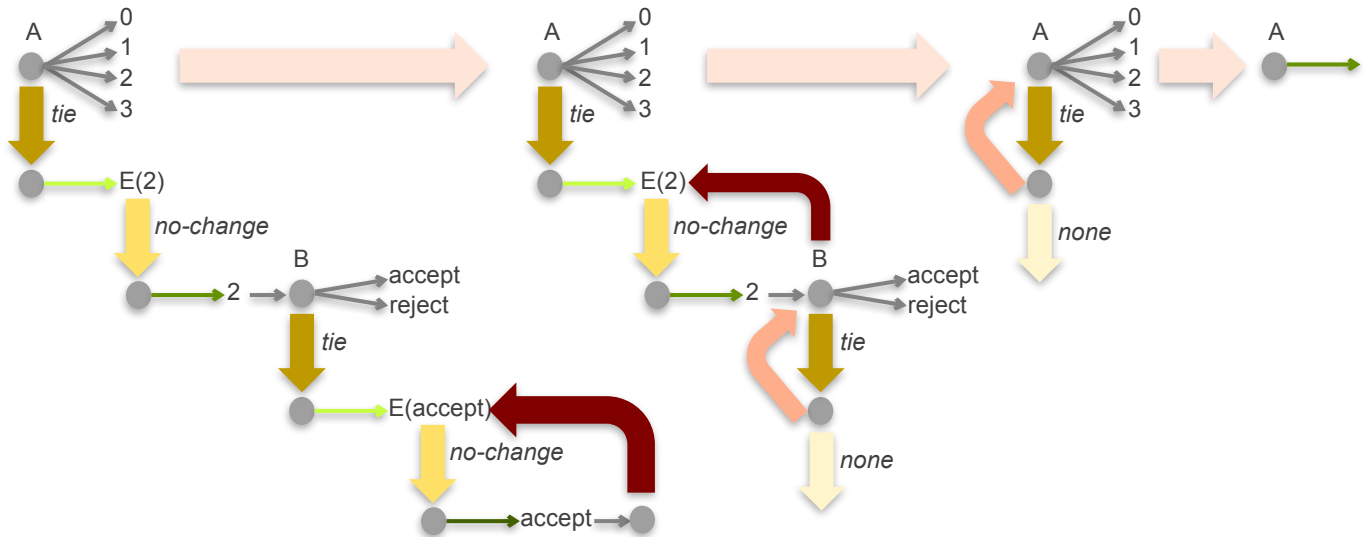 A
0
1
2
3
tie
E(2)
no-change
2
B
accept
reject
tie
E(accept)
no-change
accept
A
0
1
2
3
tie
E(2)
no-change
2
B
accept
reject
tie
none
A
0
1
2
3
tie
none
A